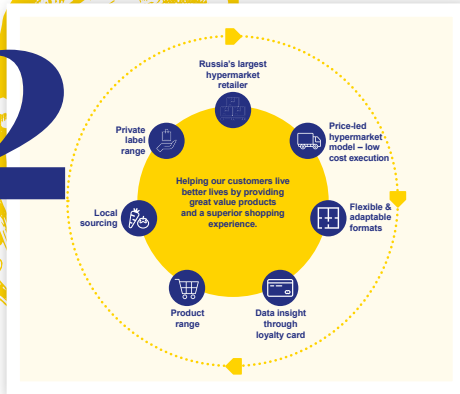 2
Russia's largest
hypermarket
retailer
Private
label
range
Price-led
hypermarket
model – low
cost execution
Helping our customers live
better lives by providing
great value products
and a superior shopping
experience.
Local
sourcing
Flexible &
adaptable
formats
Product
range
Data insight
through
loyalty card